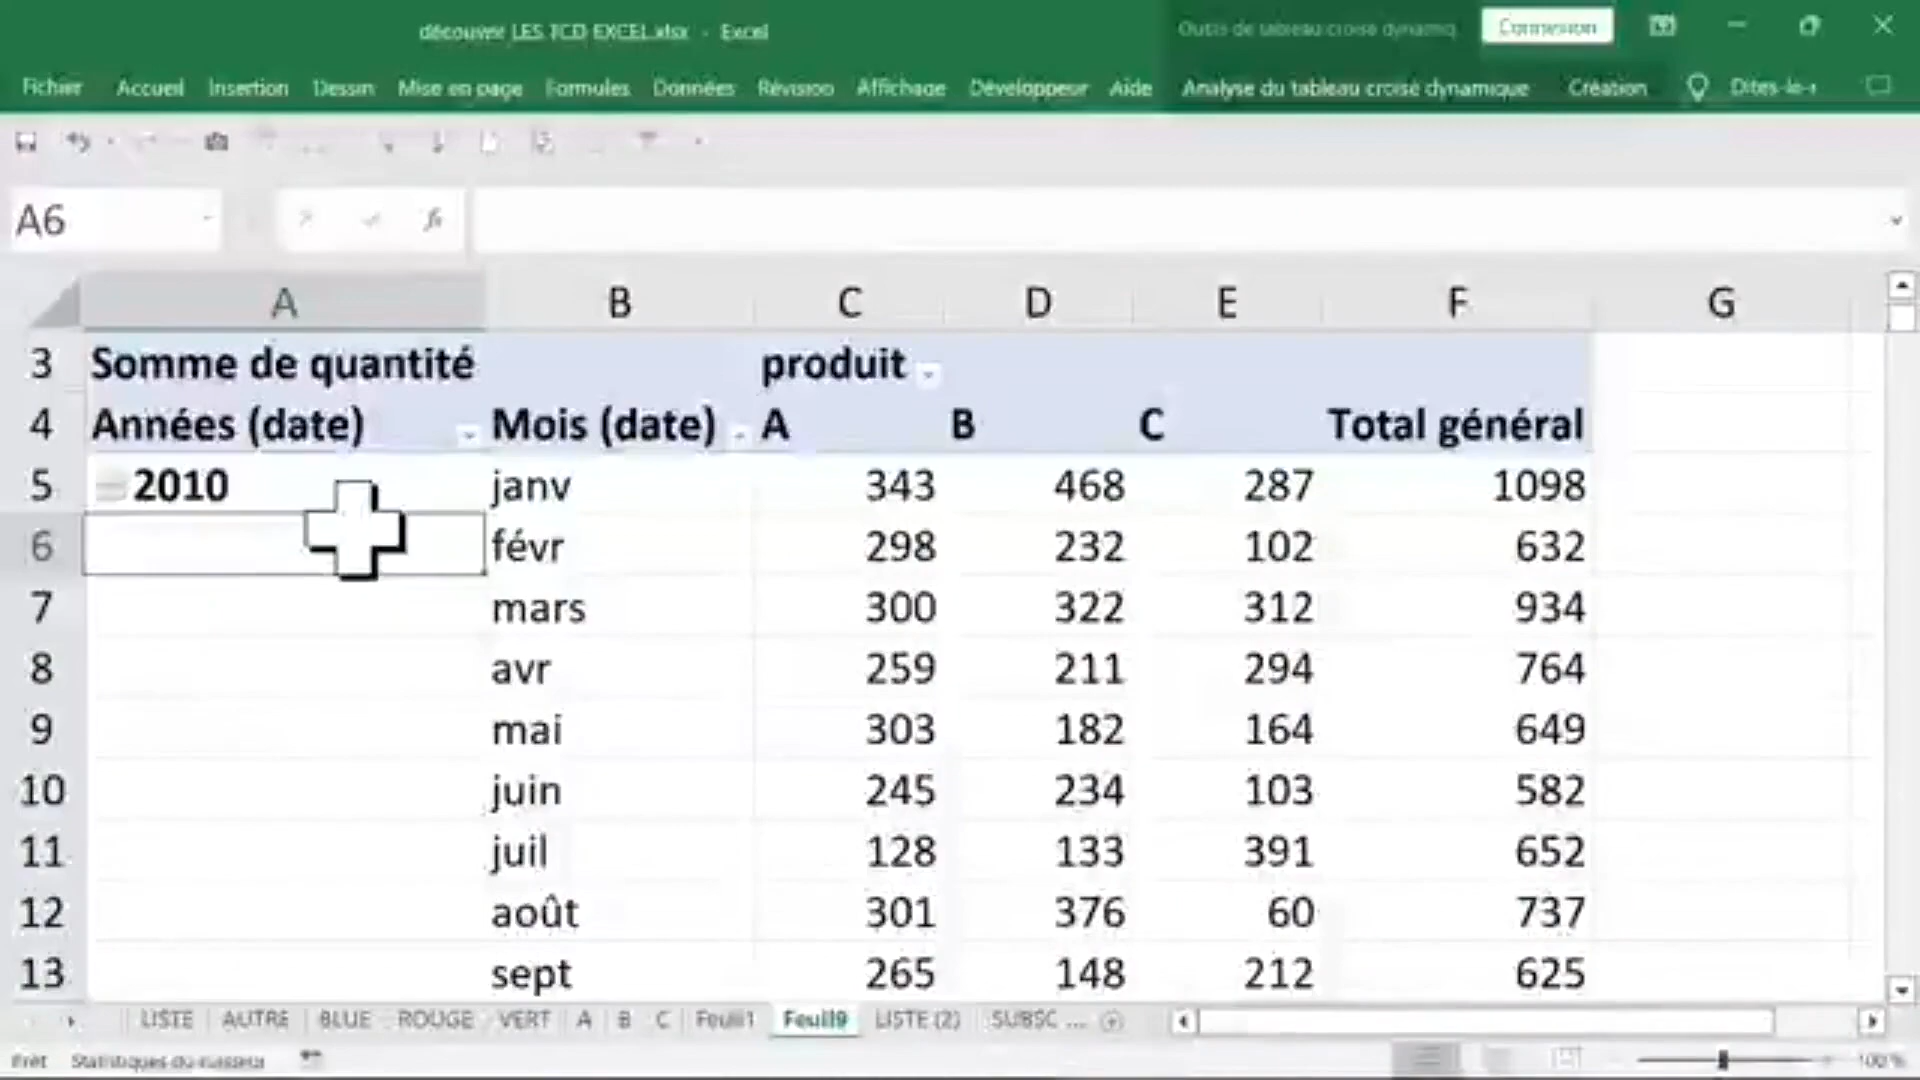 découvrir LES TCD EXCEL.xlsx - Excel
Outils de tableau croisé dynamiq
Connexion
Fichier Accueil Insertion Dessin Mise en page Formules Données Révision Affichage Développeur Aide Analyse du tableau croisé dynamique Création Dites-le-
A6 fx
A B C D E F G
3 Somme de quantité produit
4 Années (date) Mois (date) A B C Total général
5 2010 janv 343 468 287 1098
6 févr 298 232 102 632
7 mars 300 322 312 934
8 avr 259 211 294 764
9 mai 303 182 164 649
10 juin 245 234 103 582
11 juil 128 133 391 652
12 août 301 376 60 737
13 sept 265 148 212 625
LISTE AUTRE BLUE ROUGE VERT A B C Feuil1 Feuil9 LISTE (2) SUBSC ...
Prêt Statistiques du classeur 100 %